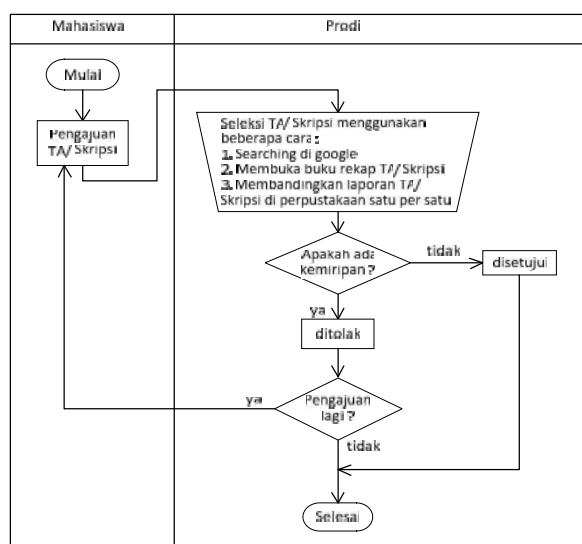 Mahasiswa
Prodi
Mulai
Pengajuan
TA/Skripsi
Seleksi TA/Skripsi menggunakan
beberapa cara:
1. Searching di google
2. Membuka buku rekap TA/Skripsi
3. Membandingkan laporan TA/
Skripsi di perpustakaan satu per satu
Apakah ada
kemiripan?
tidak
disetujui
ya
ditolak
Pengajuan
lagi?
ya
tidak
Selesai